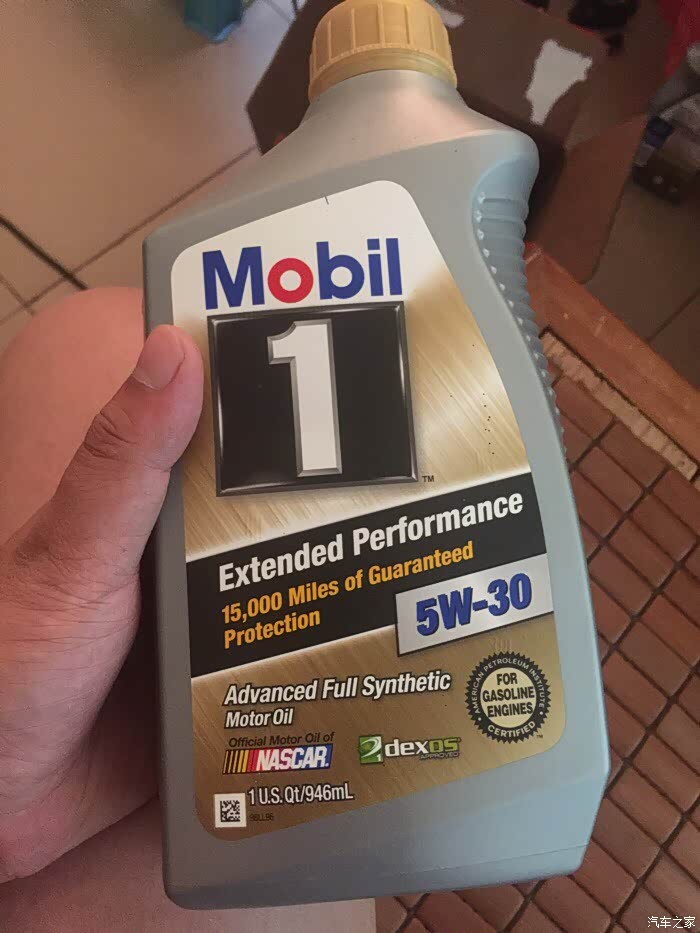 Mobil
1
™
Extended Performance
15,000 Miles of Guaranteed
Protection
5W-30
Advanced Full Synthetic
Motor Oil
AMERICAN PETROLEUM INSTITUTE
FOR
GASOLINE
ENGINES
CERTIFIED
™
Official Motor Oil of
NASCAR.
dexos
APPROVED
1 U.S. Qt/946mL
汽车之家